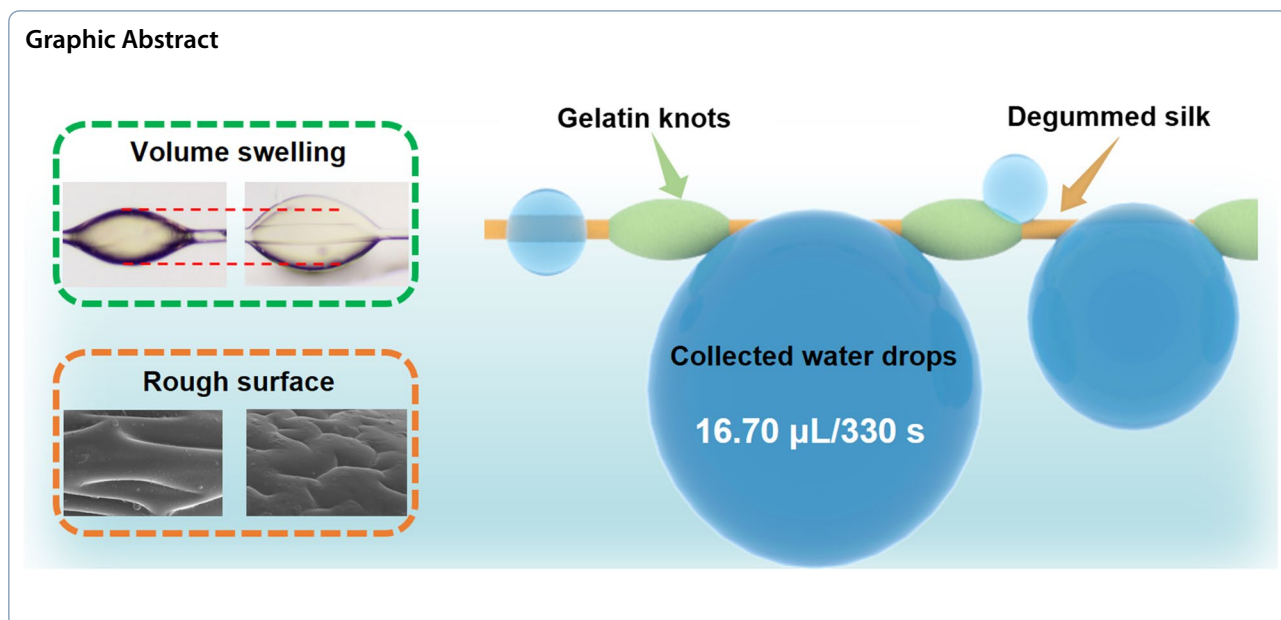 Graphic Abstract
Volume swelling
Rough surface
Gelatin knots
Degummed silk
Collected water drops
16.70 μL/330 s